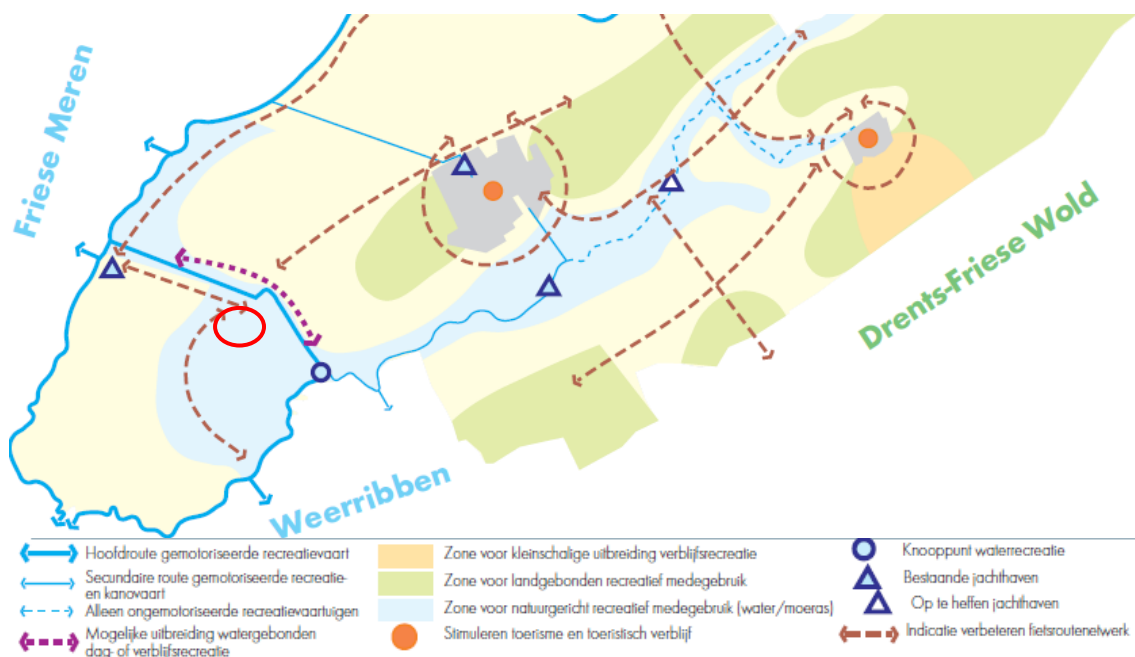 Friese Meren
Drents-Friese Wold
Weerribben
Hoofdroute gemotoriseerde recreatievaart
Secundaire route gemotoriseerde recreatie-
en kanovaart
Alleen ongemotoriseerde recreatievaartuigen
Mogelijke uitbreiding watergebonden
dag- of verblijfsrecreatie
Zone voor kleinschalige uitbreiding verblijfsrecreatie
Zone voor landgebonden recreatief medegebruik
Zone voor natuurgericht recreatief medegebruik (water/moeras)
Stimuleren toerisme en toeristisch verblijf
Knooppunt waterrecreatie
Bestaande jachthaven
Op te heffen jachthaven
Indicatie verbeteren fietsroutenetwerk